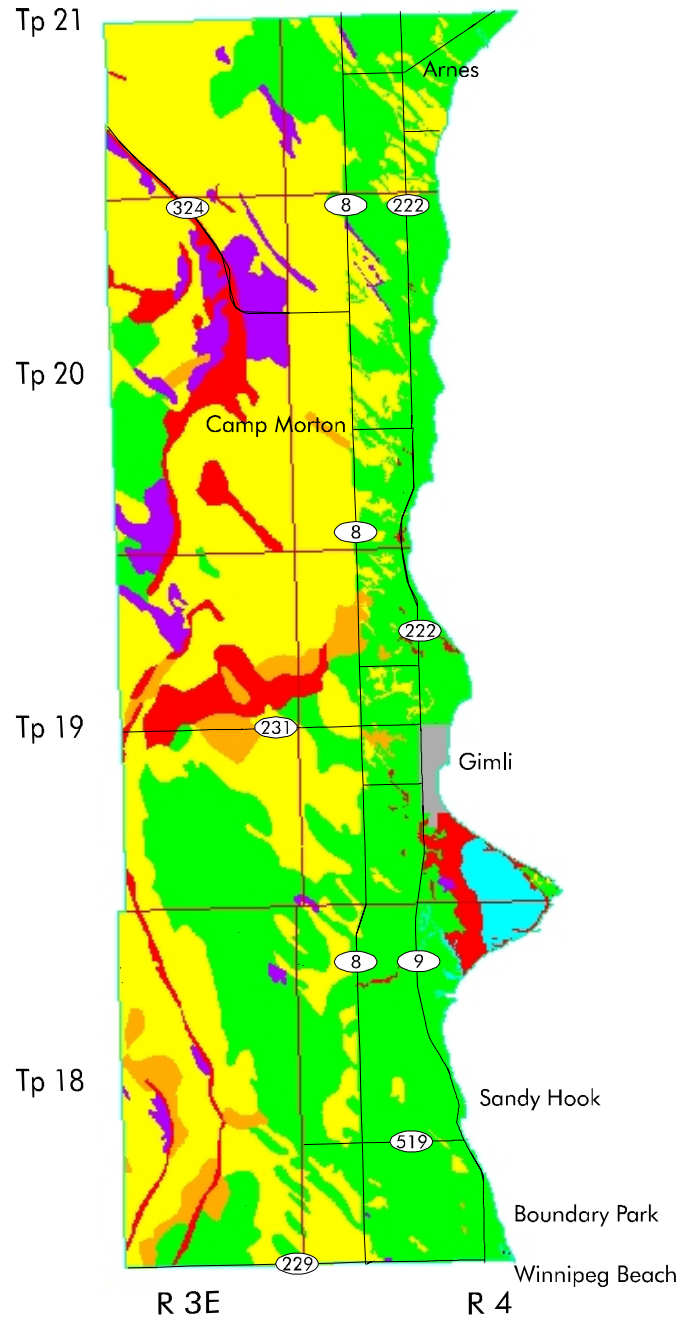 Tp 21
Arnes
324
8
222
Tp 20
Camp Morton
8
222
Tp 19
231
Gimli
8
9
Tp 18
Sandy Hook
519
Boundary Park
229
Winnipeg Beach
R 3E
R 4